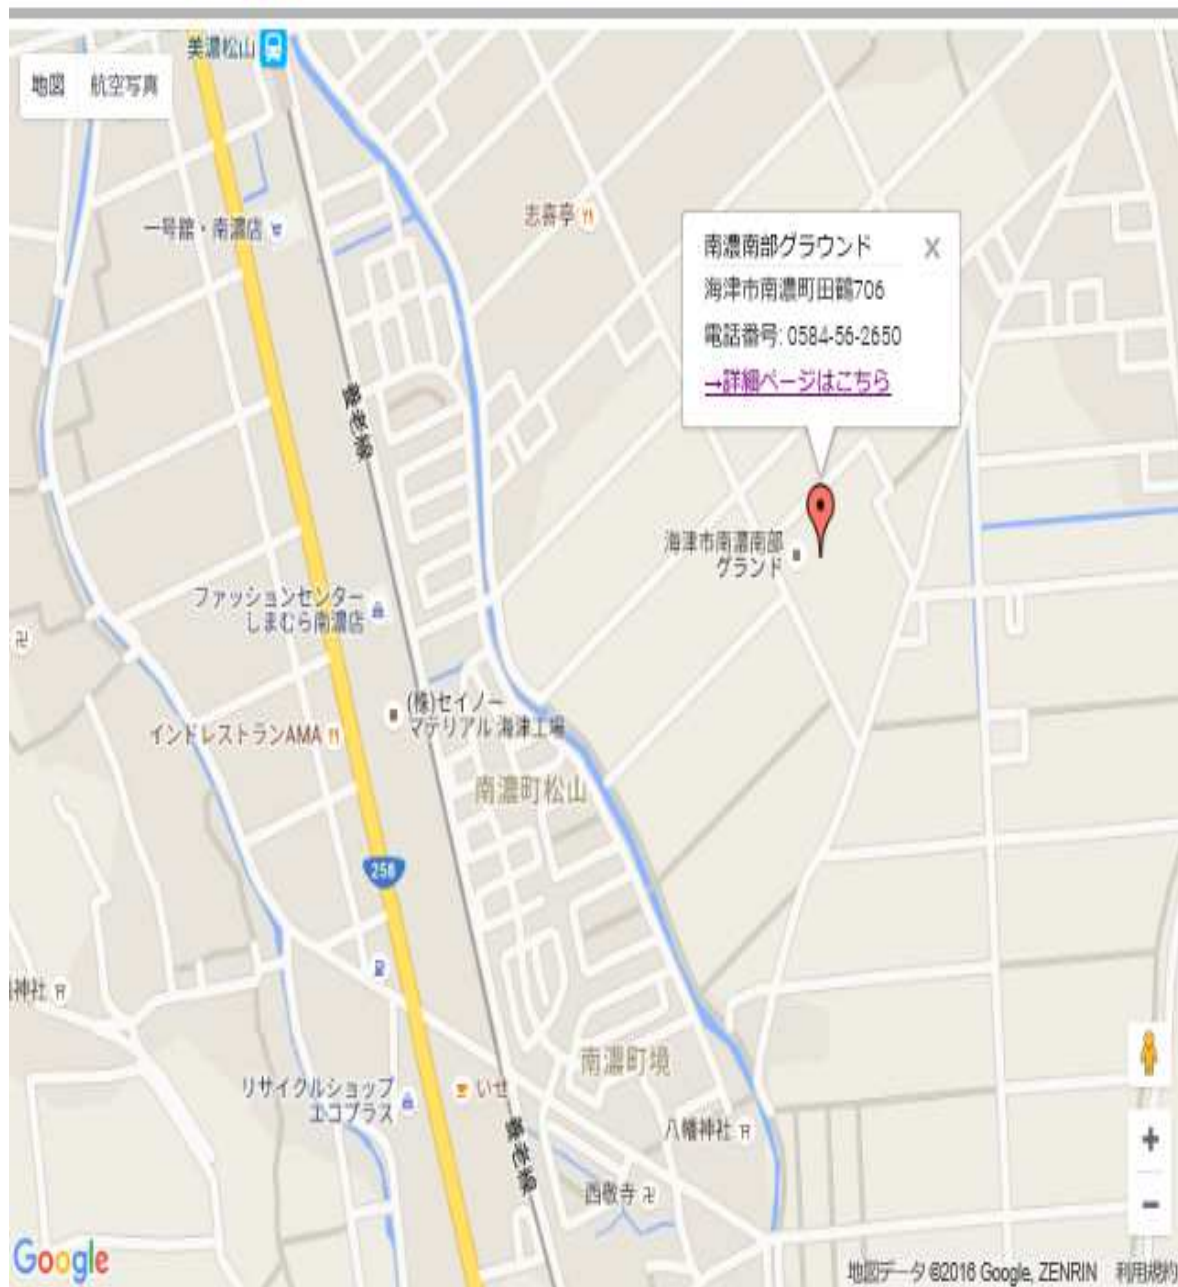 美濃松山
地図 航空写真
一号館・南濃店
志喜亭
南濃南部グラウンド
海津市南濃町田鶴706
電話番号: 0584-56-2650
→詳細ページはこちら
養老線
海津市南濃南部
グランド
ファッションセンター
しまむら南濃店
卍
(株)セイノー
マテリアル 海津工場
インドレストランAMA
南濃町松山
258
神社
南濃町境
リサイクルショップ
エコプラス
いせ
八幡神社
養老線
酉敬寺 卍
+
−
Google
地図データ ©2016 Google, ZENRIN 利用規約